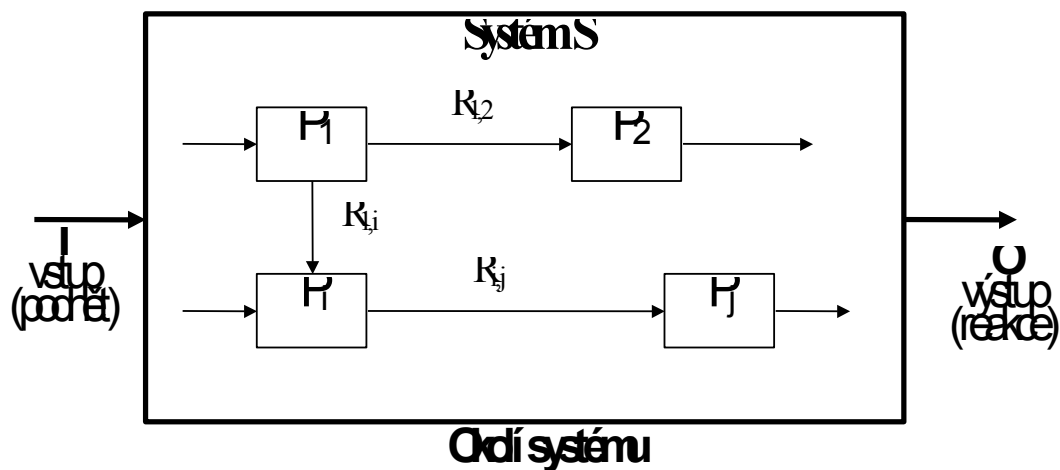 Systém S
R1,2
P1
P2
R1,i
I
vstup
(podnět)
Ri,j
Pi
Pj
O
výstup
(reakce)
Okolí systému